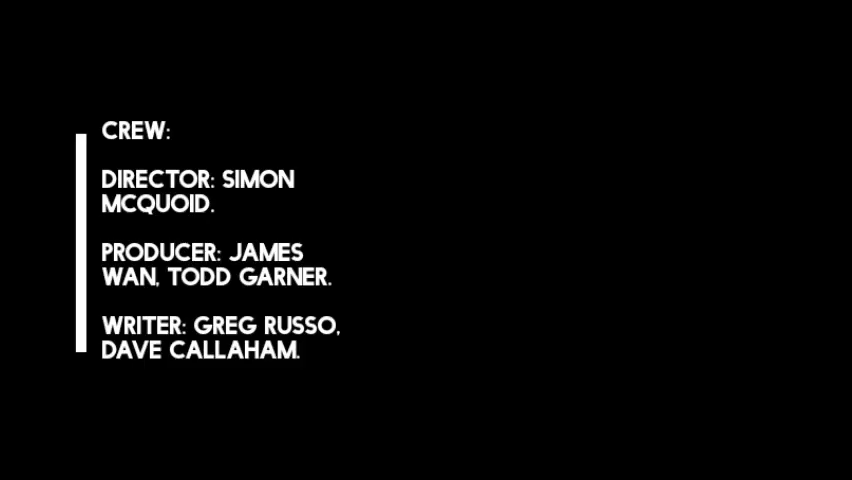 CREW:
DIRECTOR: SIMON
MCQUOID.
PRODUCER: JAMES
WAN, TODD GARNER.
WRITER: GREG RUSSO,
DAVE CALLAHAM.